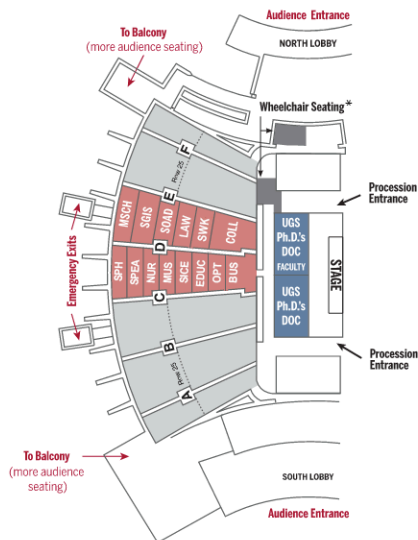 Audience Entrance
To Balcony
(more audience seating)
NORTH LOBBY
Wheelchair Seating*
F
Row 25
E
Procession
Entrance
MSCH
SGIS
SOAD
LAW
SWK
COLL
UGS
Ph.D.'s
DOC
FACULTY
STAGE
Emergency Exits
D
SPH
SPEA
NUR
MUS
SICE
EDUC
OPT
BUS
UGS
Ph.D.'s
DOC
C
B
Row 25
A
Procession
Entrance
To Balcony
(more audience
seating)
SOUTH LOBBY
Audience Entrance